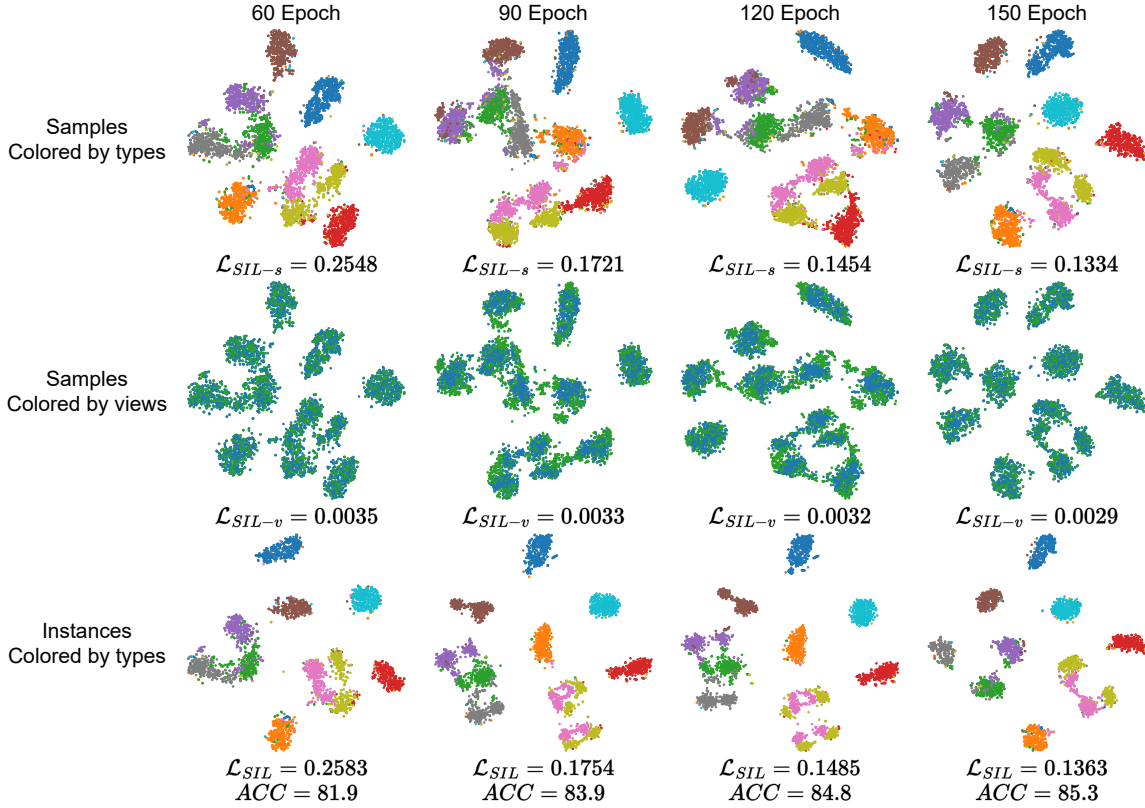 60 Epoch 90 Epoch 120 Epoch 150 Epoch
Samples
Colored by types
𝓛_{SIL−s} = 0.2548 𝓛_{SIL−s} = 0.1721 𝓛_{SIL−s} = 0.1454 𝓛_{SIL−s} = 0.1334
Samples
Colored by views
𝓛_{SIL−v} = 0.0035 𝓛_{SIL−v} = 0.0033 𝓛_{SIL−v} = 0.0032 𝓛_{SIL−v} = 0.0029
Instances
Colored by types
𝓛_{SIL} = 0.2583 𝓛_{SIL} = 0.1754 𝓛_{SIL} = 0.1485 𝓛_{SIL} = 0.1363
ACC = 81.9 ACC = 83.9 ACC = 84.8 ACC = 85.3